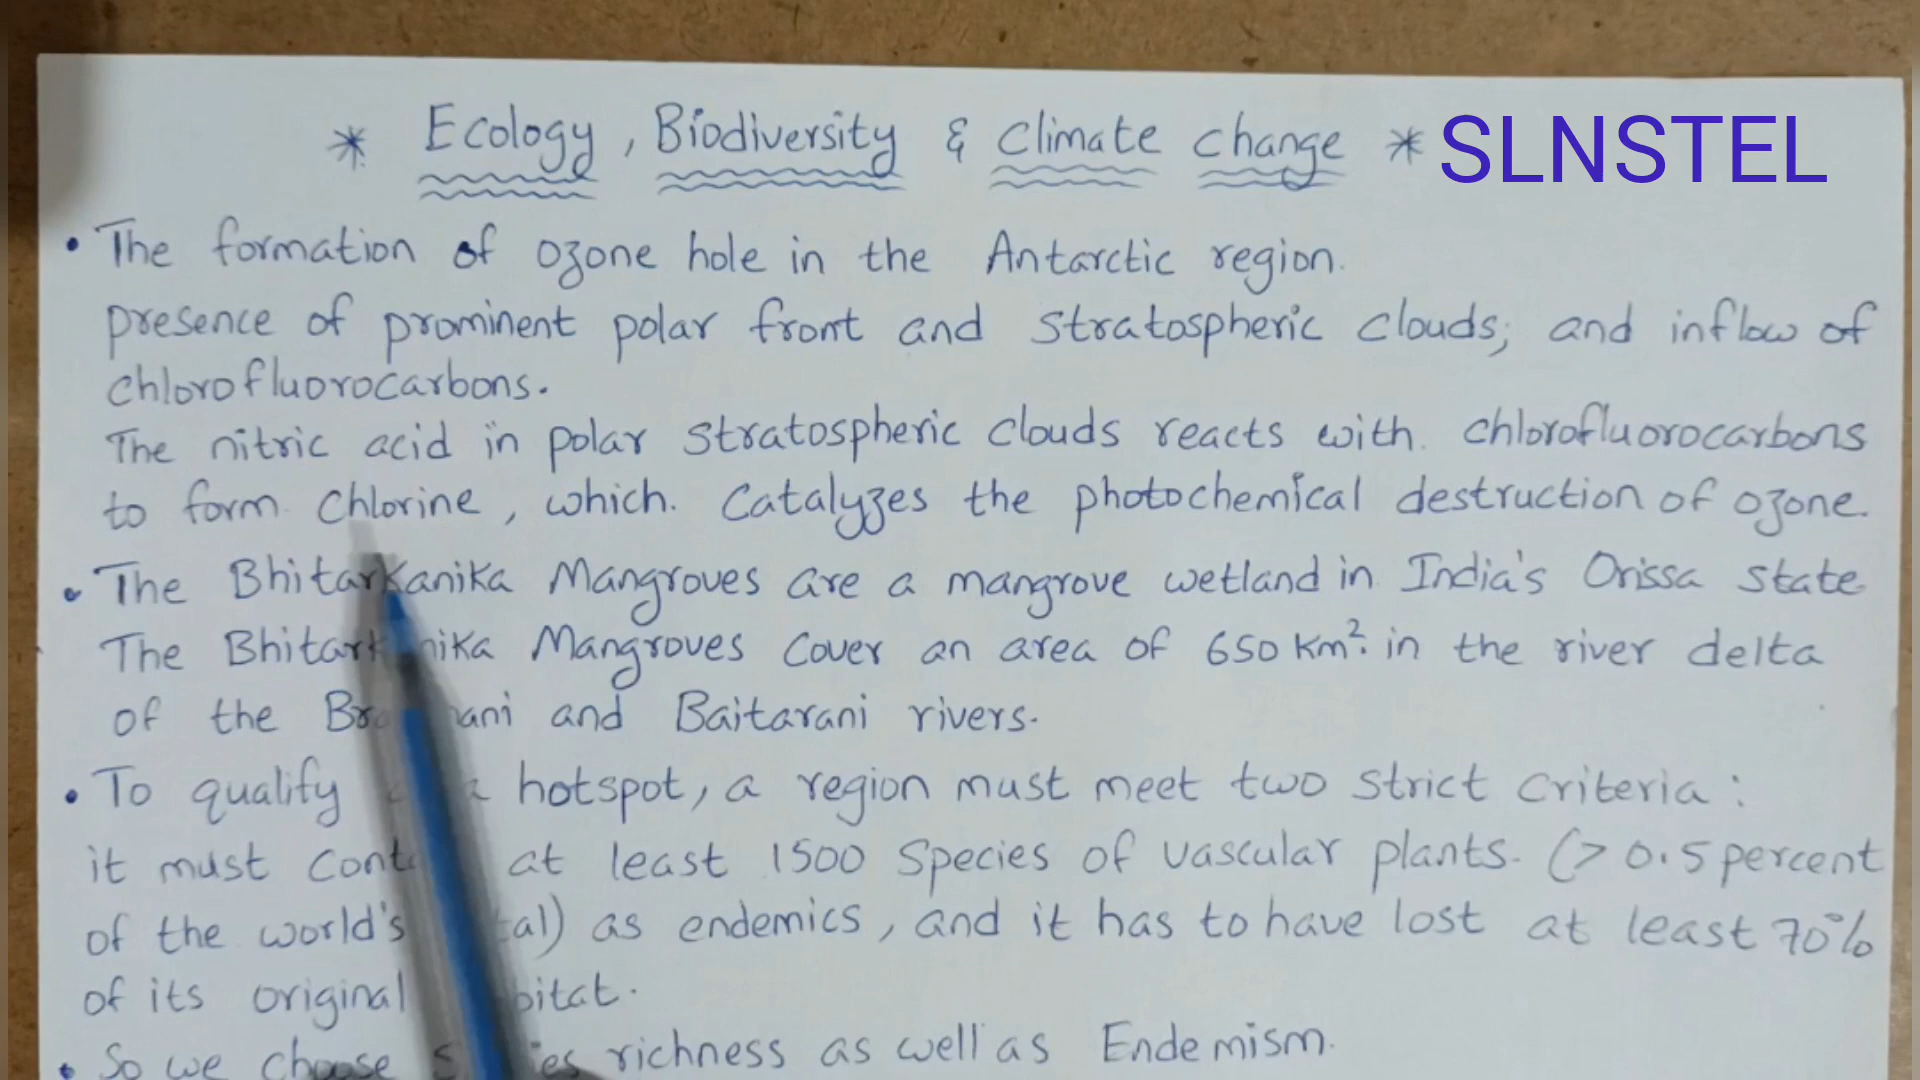 * Ecology, Biodiversity & Climate change * SLNSTEL
• The formation of ozone hole in the Antarctic region.
presence of prominent polar front and stratospheric clouds; and inflow of
chlorofluorocarbons.
The nitric acid in polar stratospheric clouds reacts with chlorofluorocarbons
to form chlorine, which. Catalyzes the photochemical destruction of ozone.
• The Bhitarkanika Mangroves are a mangrove wetland in India's Orissa state
The Bhitarkanika Mangroves cover an area of 650 Km². in the river delta
of the and Baitarani rivers.
• To qualify hotspot, a region must meet two strict criteria:
it must at least 1500 species of vascular plants. (> 0.5 percent
of the world's as endemics, and it has to have lost at least 70%
of its original
• So we choose richness as well as Endemism.